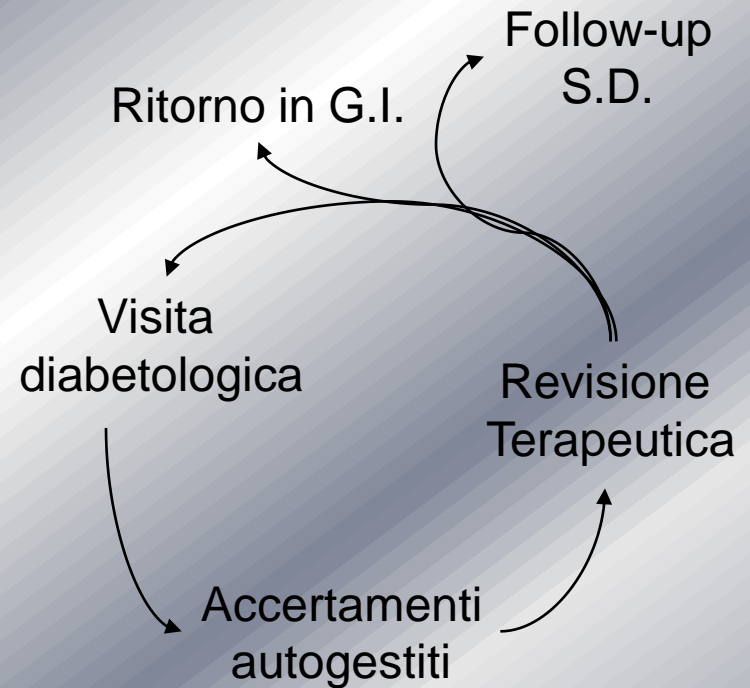 Follow-up
S.D.
Ritorno in G.I.
Visita
diabetologica
Revisione
Terapeutica
Accertamenti
autogestiti